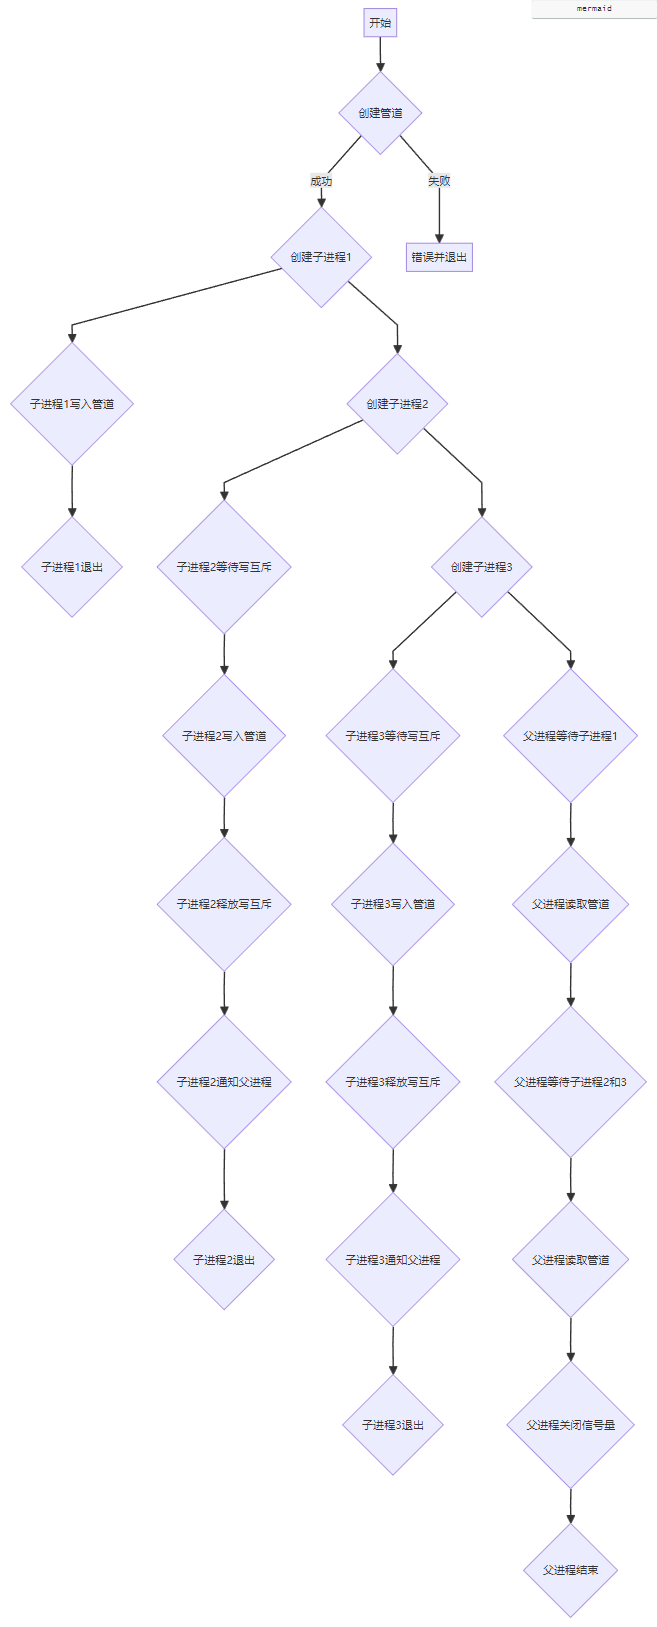 mermaid
开始
创建管道
成功
失败
创建子进程1
错误并退出
子进程1写入管道
创建子进程2
子进程1退出
子进程2等待写互斥
创建子进程3
子进程2写入管道
子进程3等待写互斥
父进程等待子进程1
子进程2释放写互斥
子进程3写入管道
父进程读取管道
子进程2通知父进程
子进程3释放写互斥
父进程等待子进程2和3
子进程2退出
子进程3通知父进程
父进程读取管道
子进程3退出
父进程关闭信号量
父进程结束